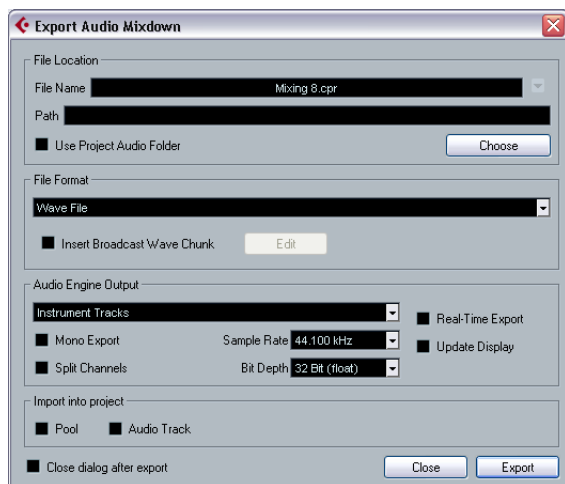 Export Audio Mixdown
File Location
File Name Mixing 8.cpr
Path
Use Project Audio Folder Choose
File Format
Wave File
Insert Broadcast Wave Chunk Edit
Audio Engine Output
Instrument Tracks
Real-Time Export
Mono Export Sample Rate 44.100 kHz
Update Display
Split Channels Bit Depth 32 Bit (float)
Import into project
Pool Audio Track
Close dialog after export Close Export